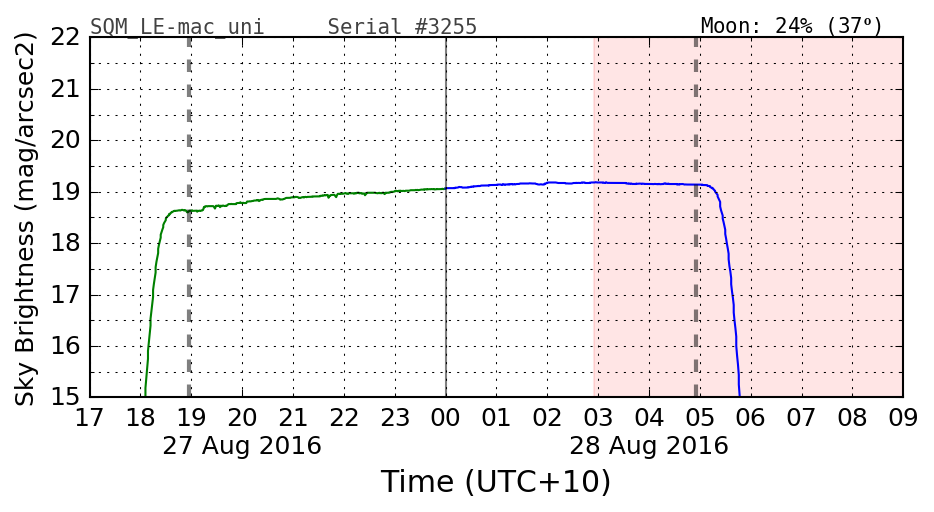 SQM_LE-mac_uni Serial #3255 Moon: 24% (37°)
22
21
20
19
18
17
16
15
Sky Brightness (mag/arcsec2)
17 18 19 20 21 22 23 00 01 02 03 04 05 06 07 08 09
27 Aug 2016 28 Aug 2016
Time (UTC+10)